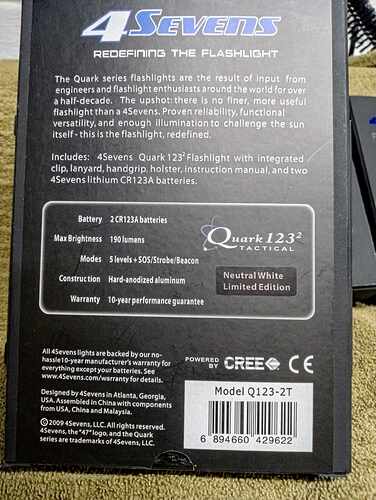 4SEVENS
REDEFINING THE FLASHLIGHT
The Quark series flashlights are the result of input from
engineers and flashlight enthusiasts around the world for over
a half-decade. The upshot: there is no finer, more useful
flashlight than a 4Sevens. Proven reliability, functional
versatility, and enough illumination to challenge the sun
itself - this is the flashlight, redefined.
Includes: 4Sevens Quark 123² Flashlight with integrated
clip, lanyard, handgrip, holster, instruction manual, and two
4Sevens lithium CR123A batteries.
Battery 2 CR123A batteries
Max Brightness 190 lumens
Modes 5 levels + SOS/Strobe/Beacon
Construction Hard-anodized aluminum
Warranty 10-year performance guarantee
Quark 123²
TACTICAL
Neutral White
Limited Edition
All 4Sevens lights are backed by our no-
hassle 10-year manufacturer's warranty for
everything except your batteries. See
www.4Sevens.com/warranty for details.
Designed by 4Sevens in Atlanta, Georgia,
USA. Assembled in China with components
from USA, China and Malaysia.
© 2009 4Sevens, LLC. All rights reserved.
4Sevens, the "47" logo, and the Quark
series are trademarks of 4Sevens, LLC.
POWERED BY CREE CE
Model Q123-2T
6 894660 429622